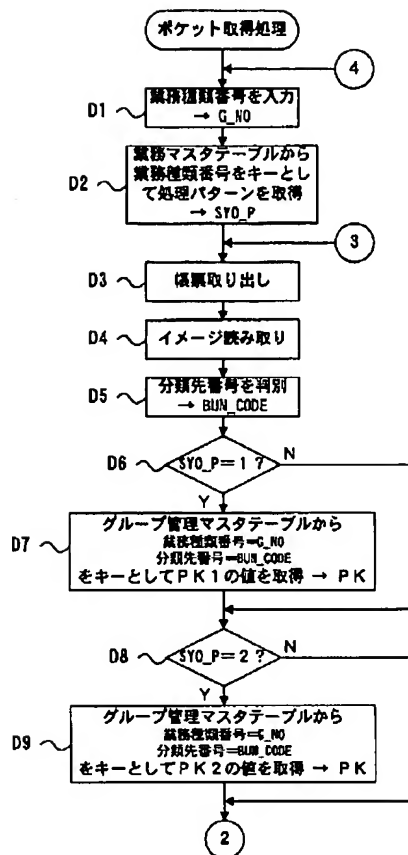 ポケット取得処理
4
D1
業務種類番号を入力
→ G_NO
D2
業務マスタテーブルから
業務種類番号をキーとし
て処理パターンを取得
→ SYO_P
3
D3
帳票取り出し
D4
イメージ読み取り
D5
分類先番号を判別
→ BUN_CODE
D6
SYO_P=1 ?
N
Y
D7
グループ管理マスタテーブルから
業務種類番号=G_NO
分類先番号=BUN_CODE
をキーとしてPK1の値を取得 → PK
D8
SYO_P=2 ?
N
Y
D9
グループ管理マスタテーブルから
業務種類番号=G_NO
分類先番号=BUN_CODE
をキーとしてPK2の値を取得 → PK
2